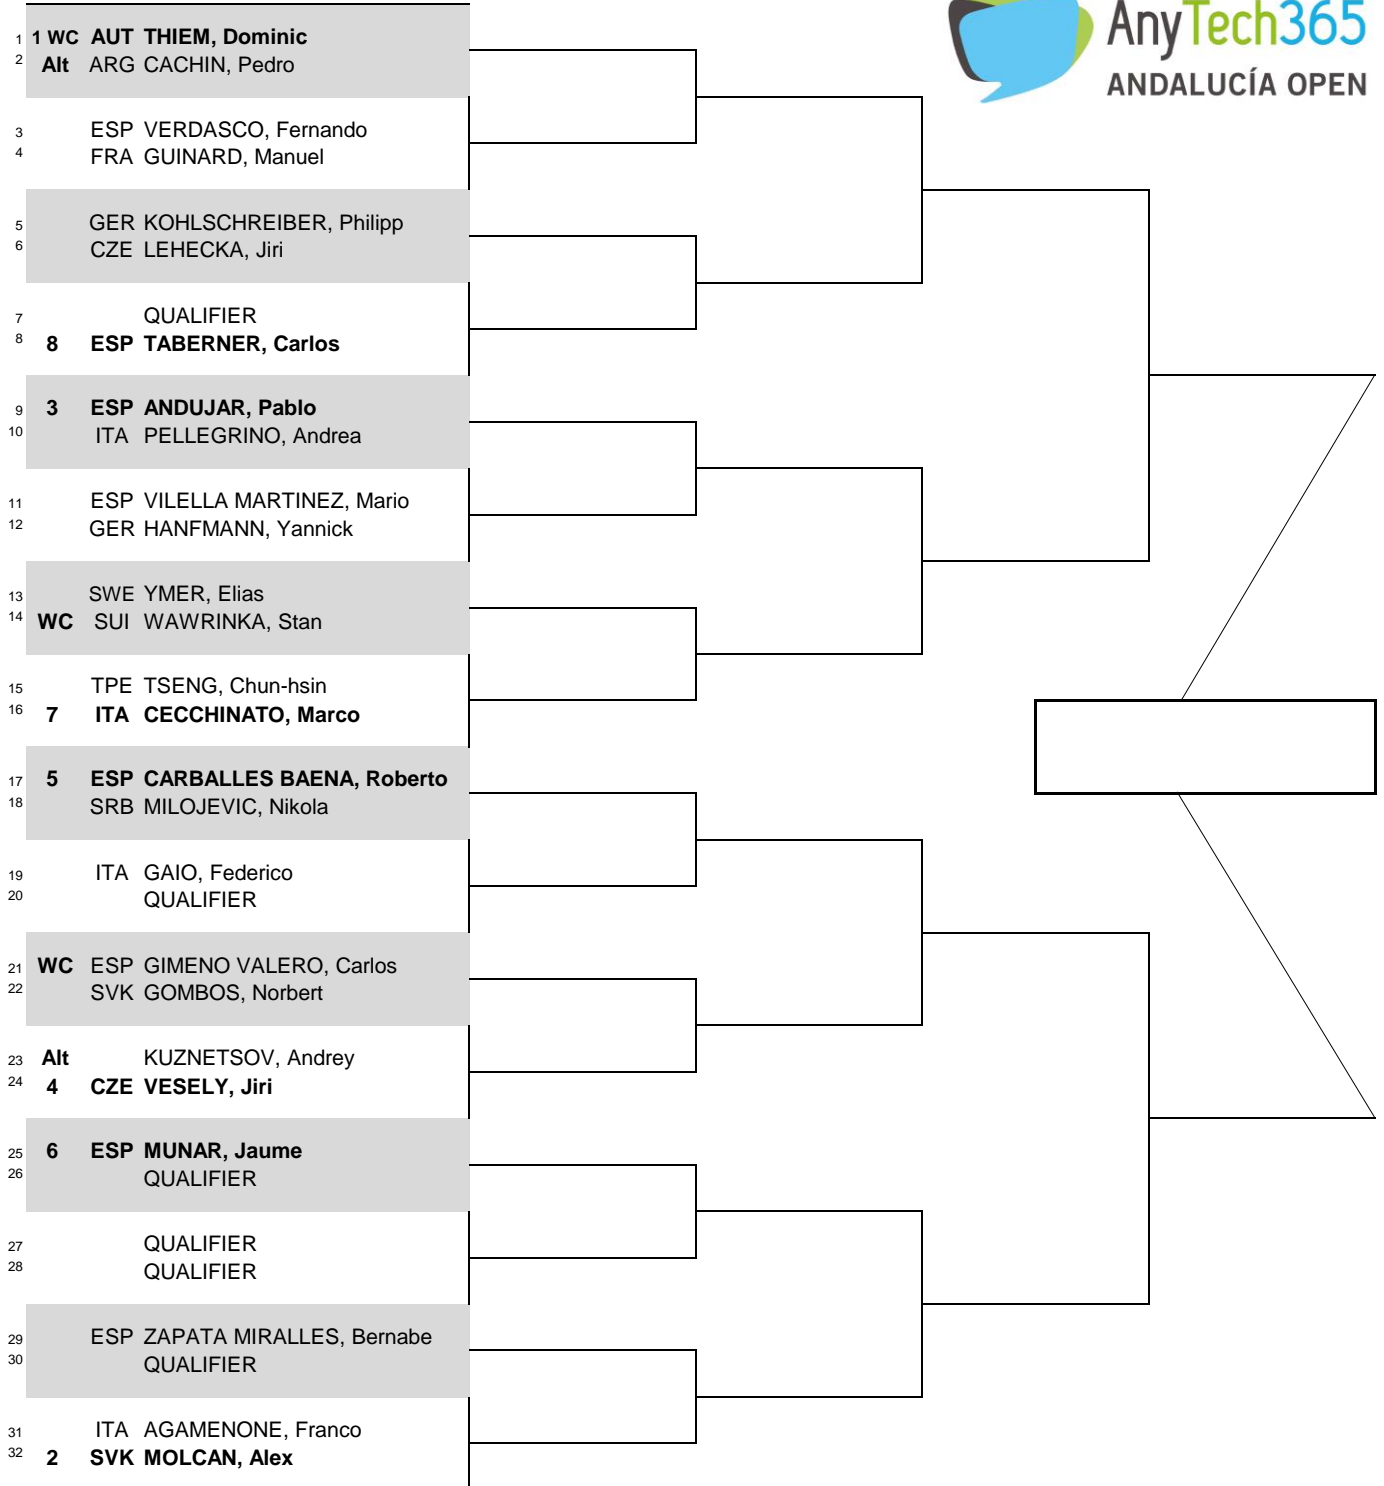 AnyTech365
ANDALUCÍA OPEN
1 1 WC AUT THIEM, Dominic
2 Alt ARG CACHIN, Pedro
3 ESP VERDASCO, Fernando
4 FRA GUINARD, Manuel
5 GER KOHLSCHREIBER, Philipp
6 CZE LEHECKA, Jiri
7 QUALIFIER
8 8 ESP TABERNER, Carlos
9 3 ESP ANDUJAR, Pablo
10 ITA PELLEGRINO, Andrea
11 ESP VILELLA MARTINEZ, Mario
12 GER HANFMANN, Yannick
13 SWE YMER, Elias
14 WC SUI WAWRINKA, Stan
15 TPE TSENG, Chun-hsin
16 7 ITA CECCHINATO, Marco
17 5 ESP CARBALLES BAENA, Roberto
18 SRB MILOJEVIC, Nikola
19 ITA GAIO, Federico
20 QUALIFIER
21 WC ESP GIMENO VALERO, Carlos
22 SVK GOMBOS, Norbert
23 Alt KUZNETSOV, Andrey
24 4 CZE VESELY, Jiri
25 6 ESP MUNAR, Jaume
26 QUALIFIER
27 QUALIFIER
28 QUALIFIER
29 ESP ZAPATA MIRALLES, Bernabe
30 QUALIFIER
31 ITA AGAMENONE, Franco
32 2 SVK MOLCAN, Alex